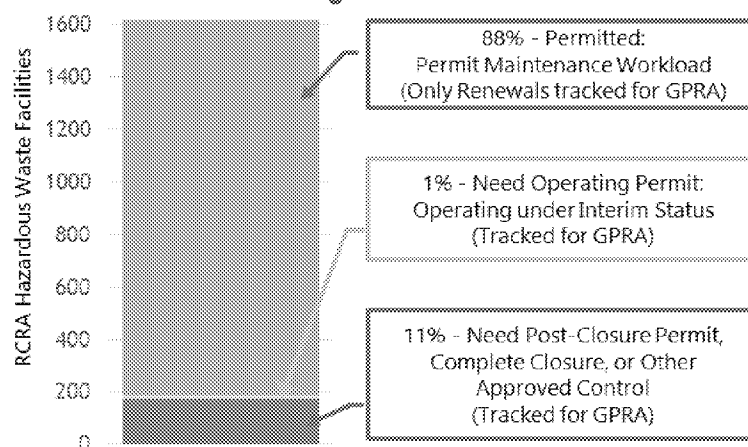 RCRA Hazardous Waste Facilities
1600
1400
1200
1000
800
600
400
200
0
88% - Permitted:
Permit Maintenance Workload
(Only Renewals tracked for GPRA)
1% - Need Operating Permit:
Operating under Interim Status
(Tracked for GPRA)
11% - Need Post-Closure Permit,
Complete Closure, or Other
Approved Control
(Tracked for GPRA)